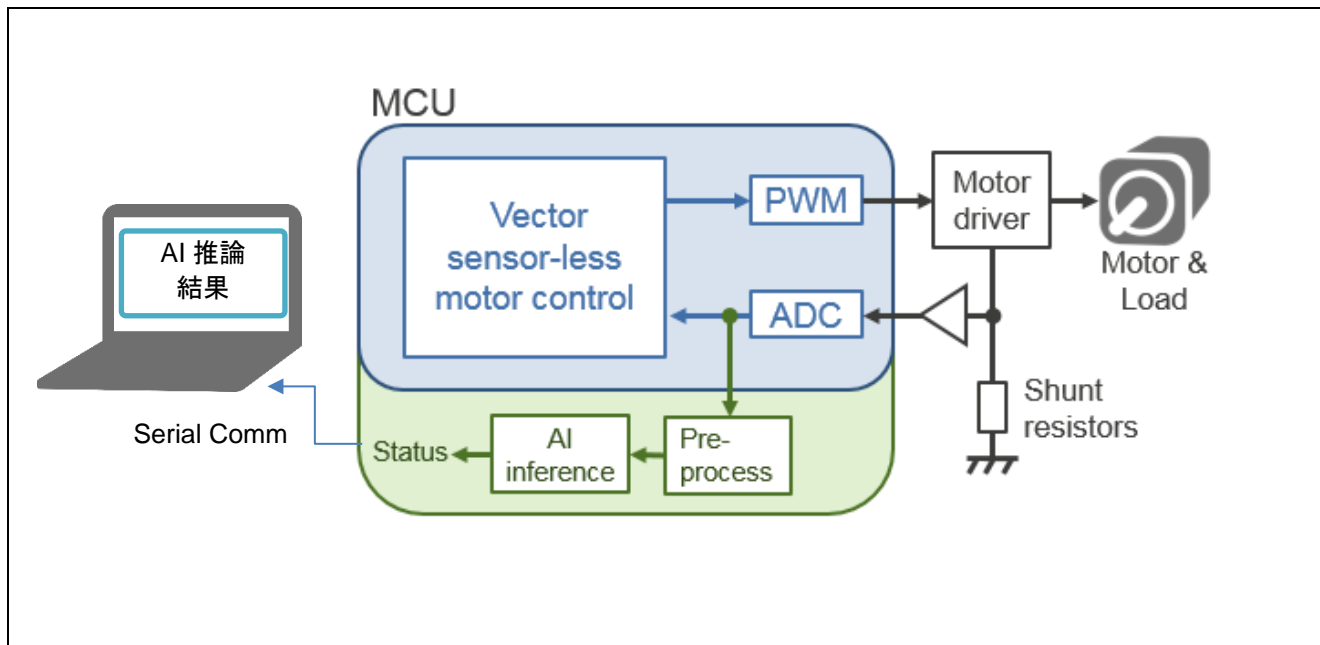 MCU
Vector
sensor-less
motor control
PWM
ADC
Motor
driver
Motor &
Load
Shunt
resistors
AI 推論
結果
Serial Comm
Status
AI
inference
Pre-
process